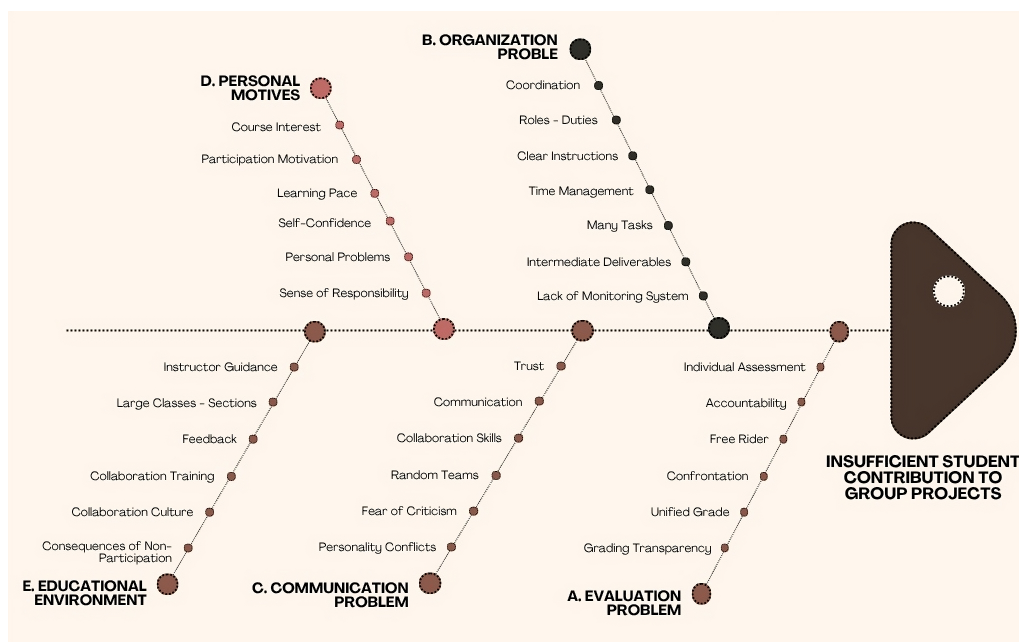 B. ORGANIZATION
PROBLE
Coordination
Roles - Duties
Clear Instructions
Time Management
Many Tasks
Intermediate Deliverables
Lack of Monitoring System
D. PERSONAL
MOTIVES
Course Interest
Participation Motivation
Learning Pace
Self-Confidence
Personal Problems
Sense of Responsibility
Instructor Guidance
Large Classes - Sections
Feedback
Collaboration Training
Collaboration Culture
Consequences of Non-
Participation
E. EDUCATIONAL
ENVIRONMENT
Trust
Communication
Collaboration Skills
Random Teams
Fear of Criticism
Personality Conflicts
C. COMMUNICATION
PROBLEM
Individual Assessment
Accountability
Free Rider
Confrontation
Unified Grade
Grading Transparency
A. EVALUATION
PROBLEM
INSUFFICIENT STUDENT
CONTRIBUTION TO
GROUP PROJECTS